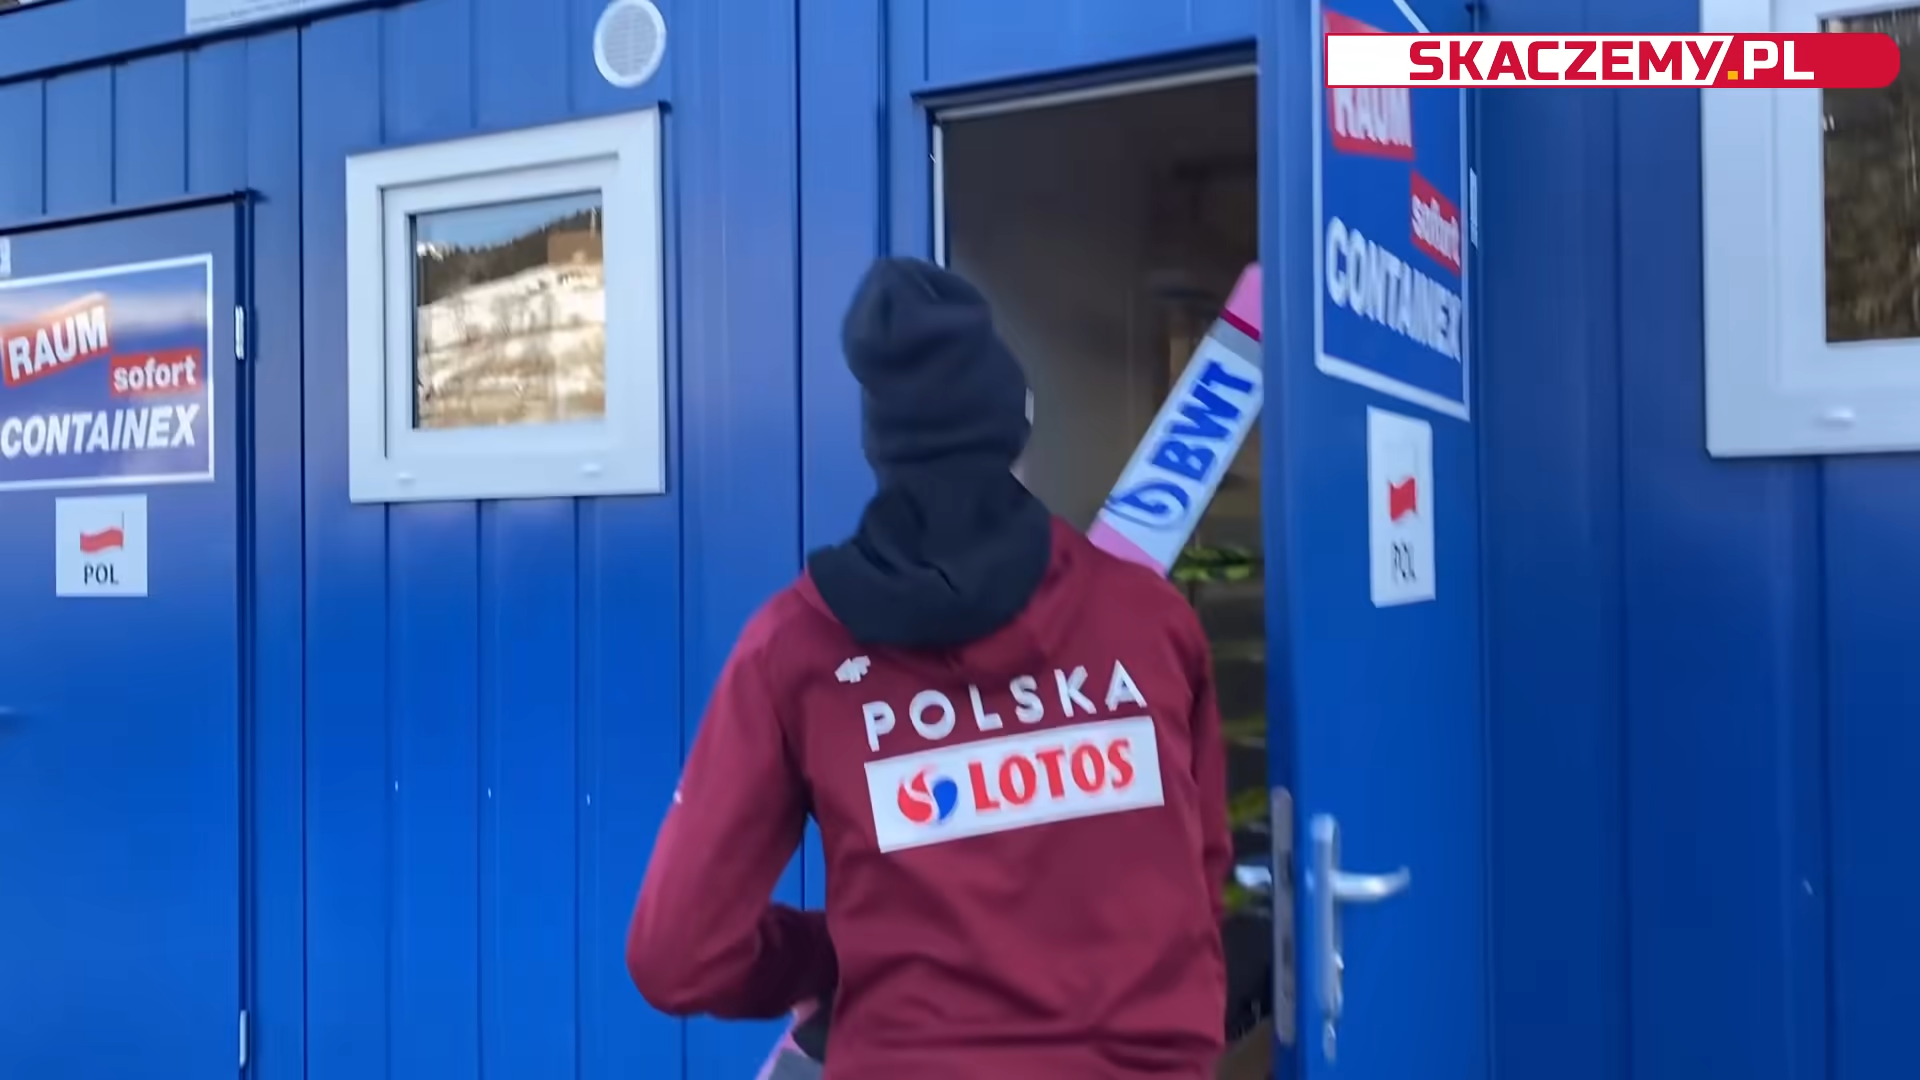 SKACZEMY.PL
RAUM
sofort
CONTAINEX
POL
RAUM
sofort
CONTAINEX
POL
BWT
4F
POLSKA
LOTOS